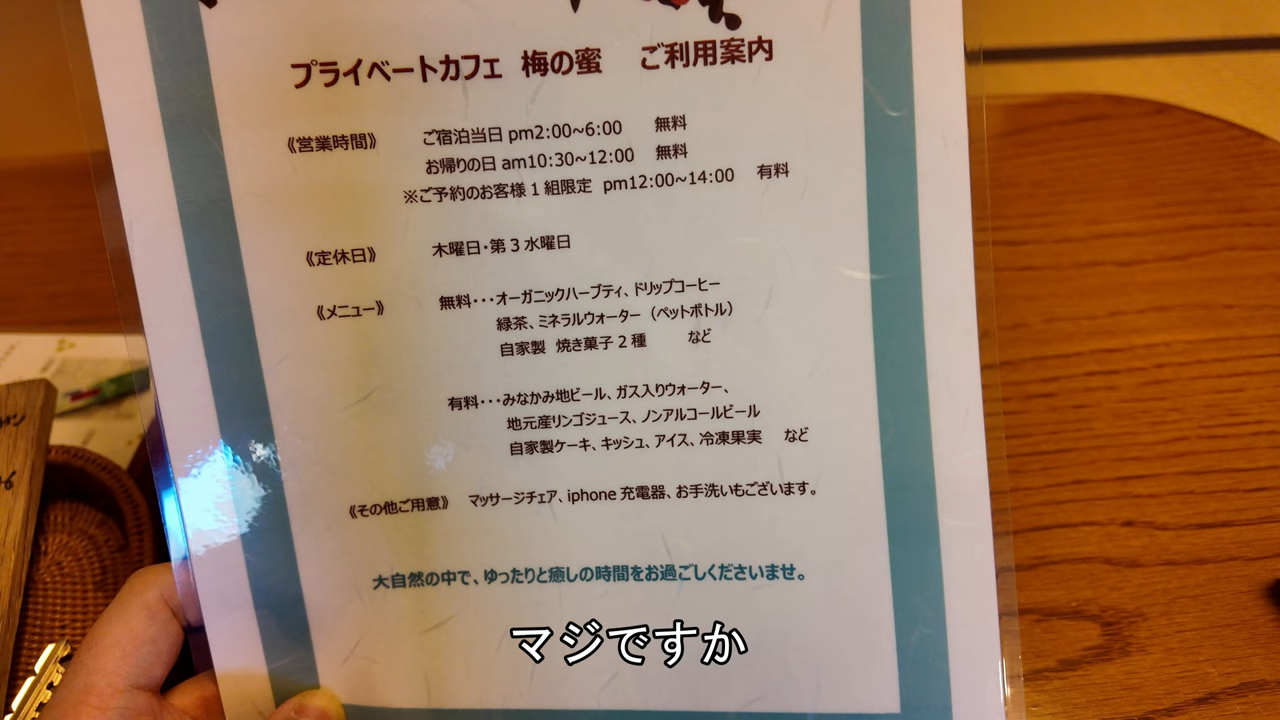 プライベートカフェ 梅の蜜 ご利用案内
《営業時間》 ご宿泊当日 pm2:00~6:00 無料
お帰りの日 am10:30~12:00 無料
※ご予約のお客様1組限定 pm12:00~14:00 有料
《定休日》 木曜日・第3水曜日
《メニュー》 無料・・・オーガニックハーブティ、ドリップコーヒー
緑茶、ミネラルウォーター（ペットボトル）
自家製 焼き菓子2種 など
有料・・・みなかみ地ビール、ガス入りウォーター、
地元産リンゴジュース、ノンアルコールビール
自家製ケーキ、キッシュ、アイス、冷凍果実 など
《その他ご用意》 マッサージチェア、iphone充電器、お手洗いもございます。
大自然の中で、ゆったりと癒しの時間をお過ごしくださいませ。
マジですか